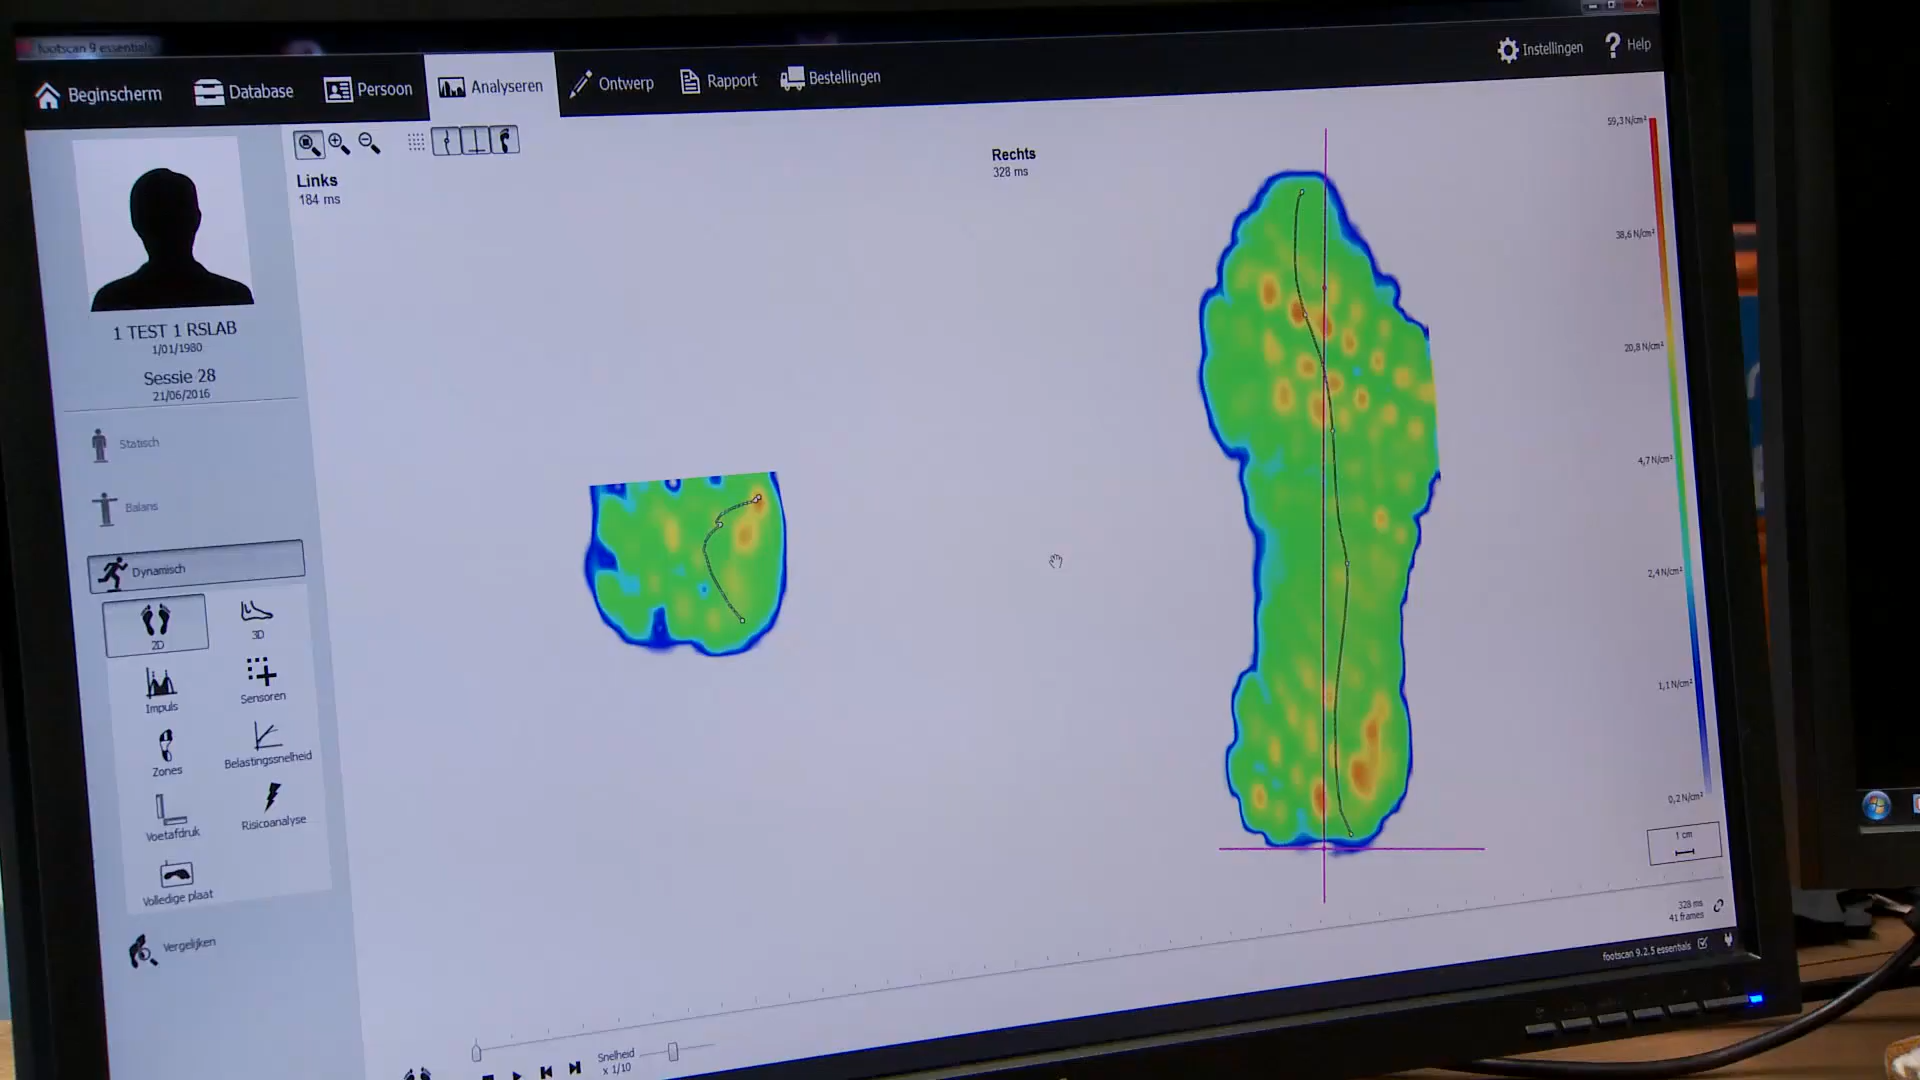 footscan 9 essentials
Beginscherm
Database
Persoon
Analyseren
Ontwerp
Rapport
Bestellingen
Instellingen
Help
Links
184 ms
Rechts
328 ms
59,3 N/cm²
38,6 N/cm²
20,8 N/cm²
4,7 N/cm²
2,4 N/cm²
1,1 N/cm²
0,2 N/cm²
1 cm
1 TEST 1 RSLAB
1/01/1980
Sessie 28
21/06/2016
Statisch
Balans
Dynamisch
2D
3D
Impuls
Sensoren
Zones
Belastingssnelheid
Voetafdruk
Risicoanalyse
Volledige plaat
Vergelijken
328 ms
41 frames
footscan 9.2.5 essentials
Snelheid
x 1/10